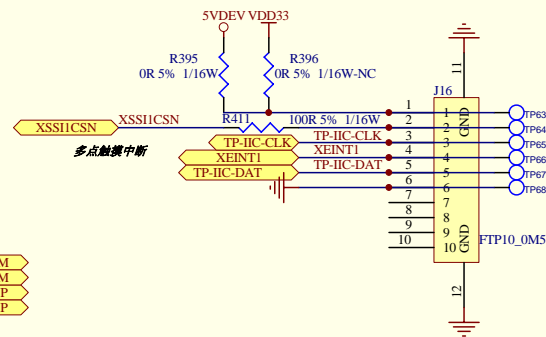 5VDEV VDD33
R395
0R 5% 1/16W
R396
0R 5% 1/16W-NC
J16
11
GND
XSSI1CSN
XSSI1CSN
R411
100R 5% 1/16W
多点触摸中断
TP-IIC-CLK
TP-IIC-CLK
XEINT1
XEINT1
TP-IIC-DAT
TP-IIC-DAT
1
2
3
4
5
6
7
8
9
10
1
2
3
4
5
6
7
8
9
10
GND
12
FTP10_0M5
TP63
TP64
TP65
TP66
TP67
TP68
M
M
P
P